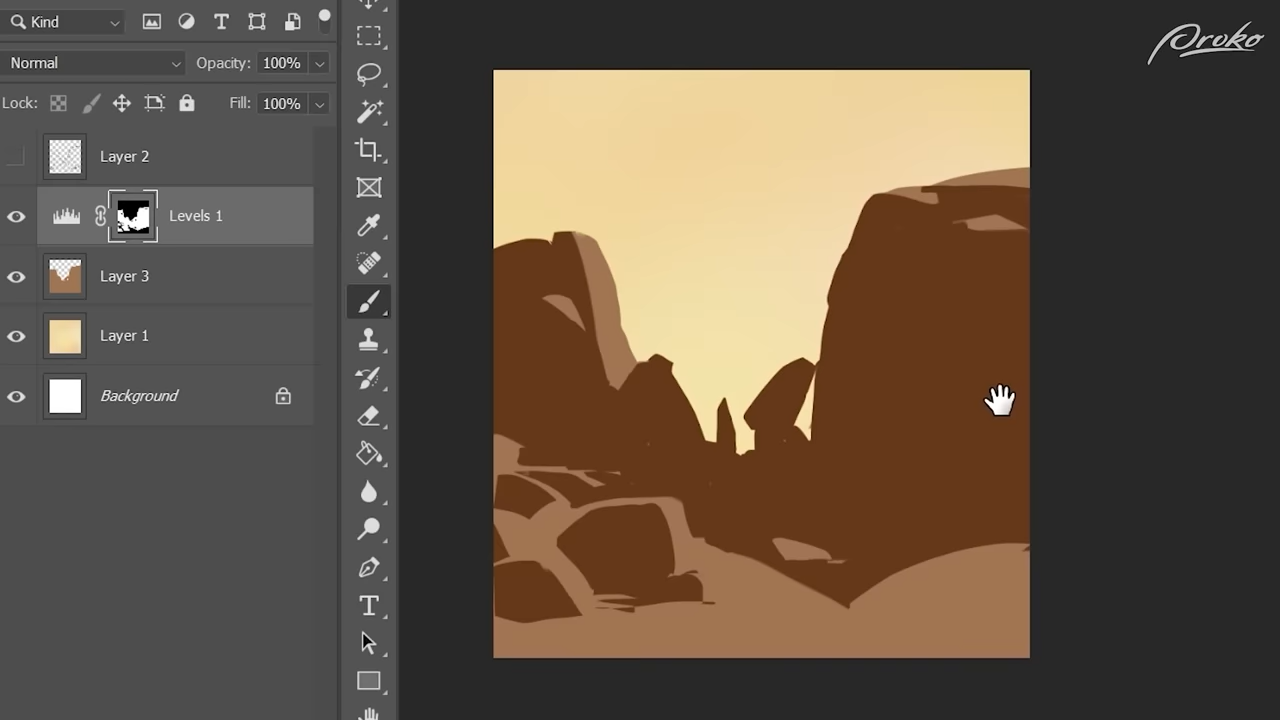 Kind
Proko
Normal
Opacity: 100%
Lock:
Fill: 100%
Layer 2
Levels 1
Layer 3
Layer 1
Background